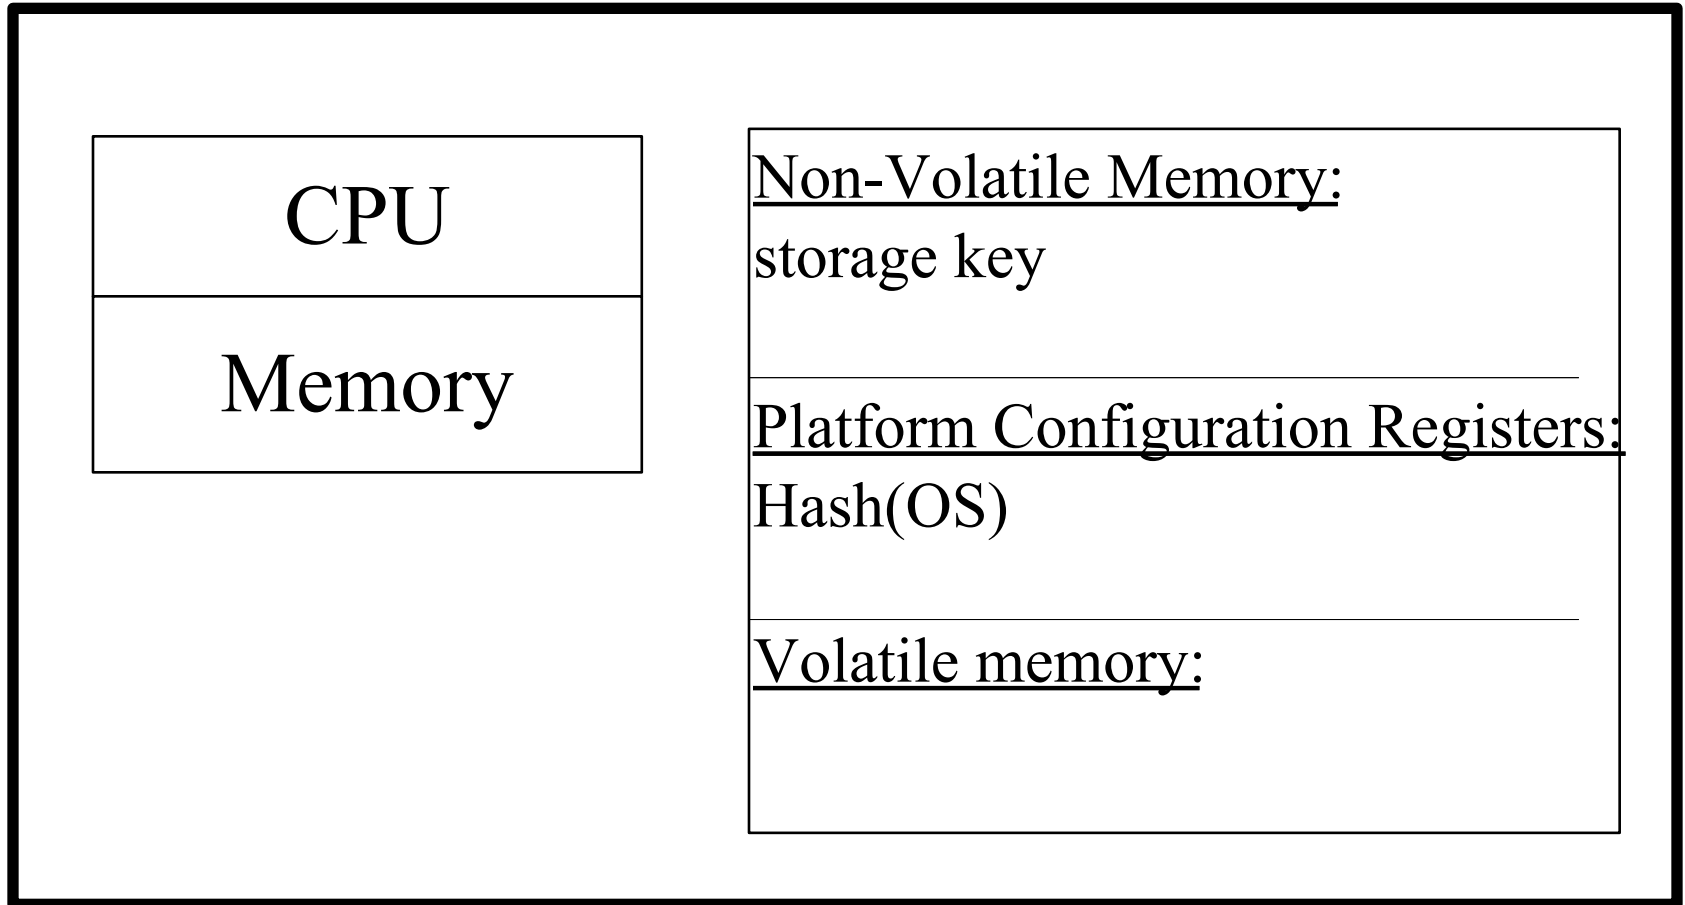 CPU
Memory
Non-Volatile Memory:
storage key
Platform Configuration Registers:
Hash(OS)
Volatile memory: